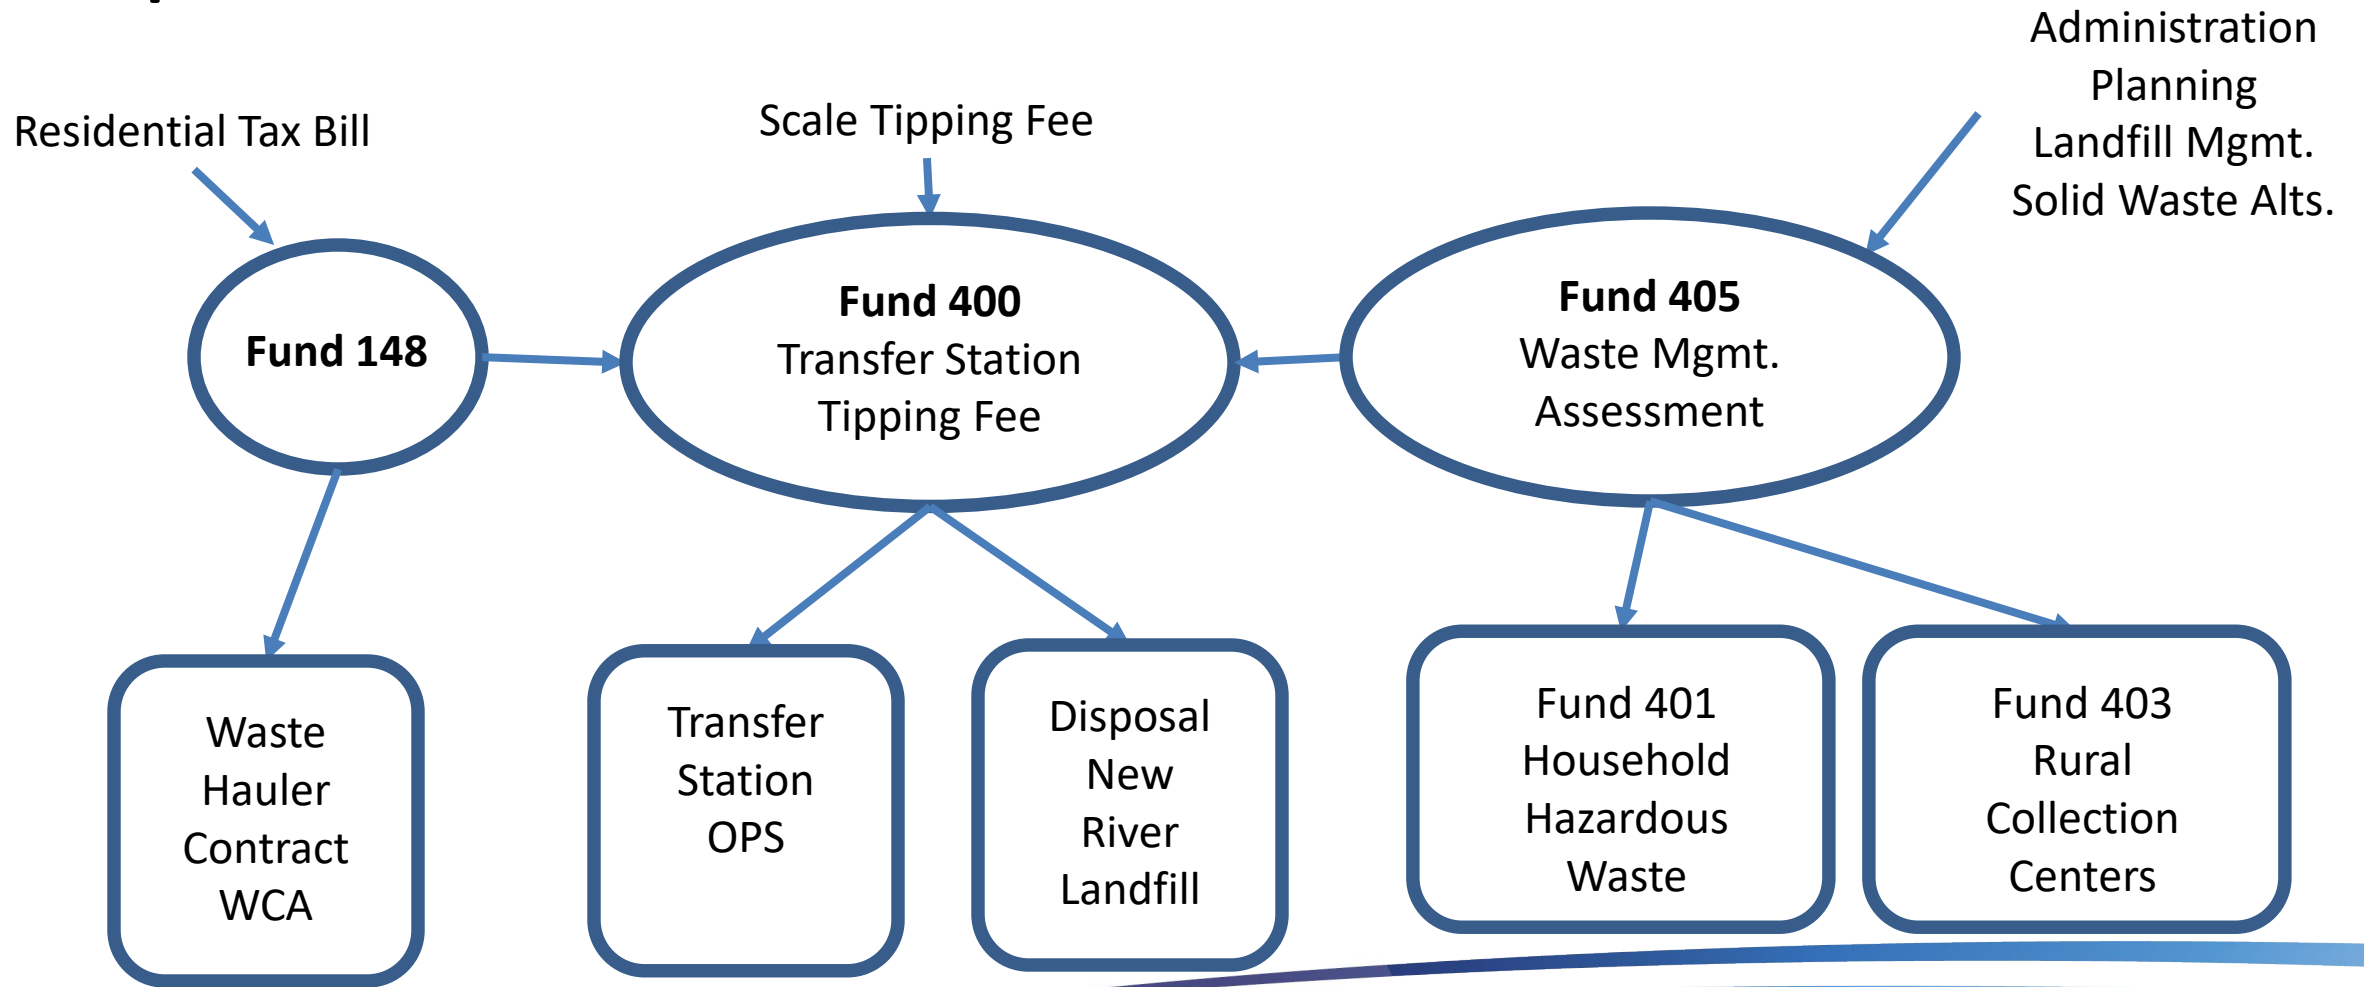 Administration
Planning
Landfill Mgmt.
Solid Waste Alts.
Residential Tax Bill
Scale Tipping Fee
Fund 148
Fund 400
Transfer Station
Tipping Fee
Fund 405
Waste Mgmt.
Assessment
Waste
Hauler
Contract
WCA
Transfer
Station
OPS
Disposal
New
River
Landfill
Fund 401
Household
Hazardous
Waste
Fund 403
Rural
Collection
Centers